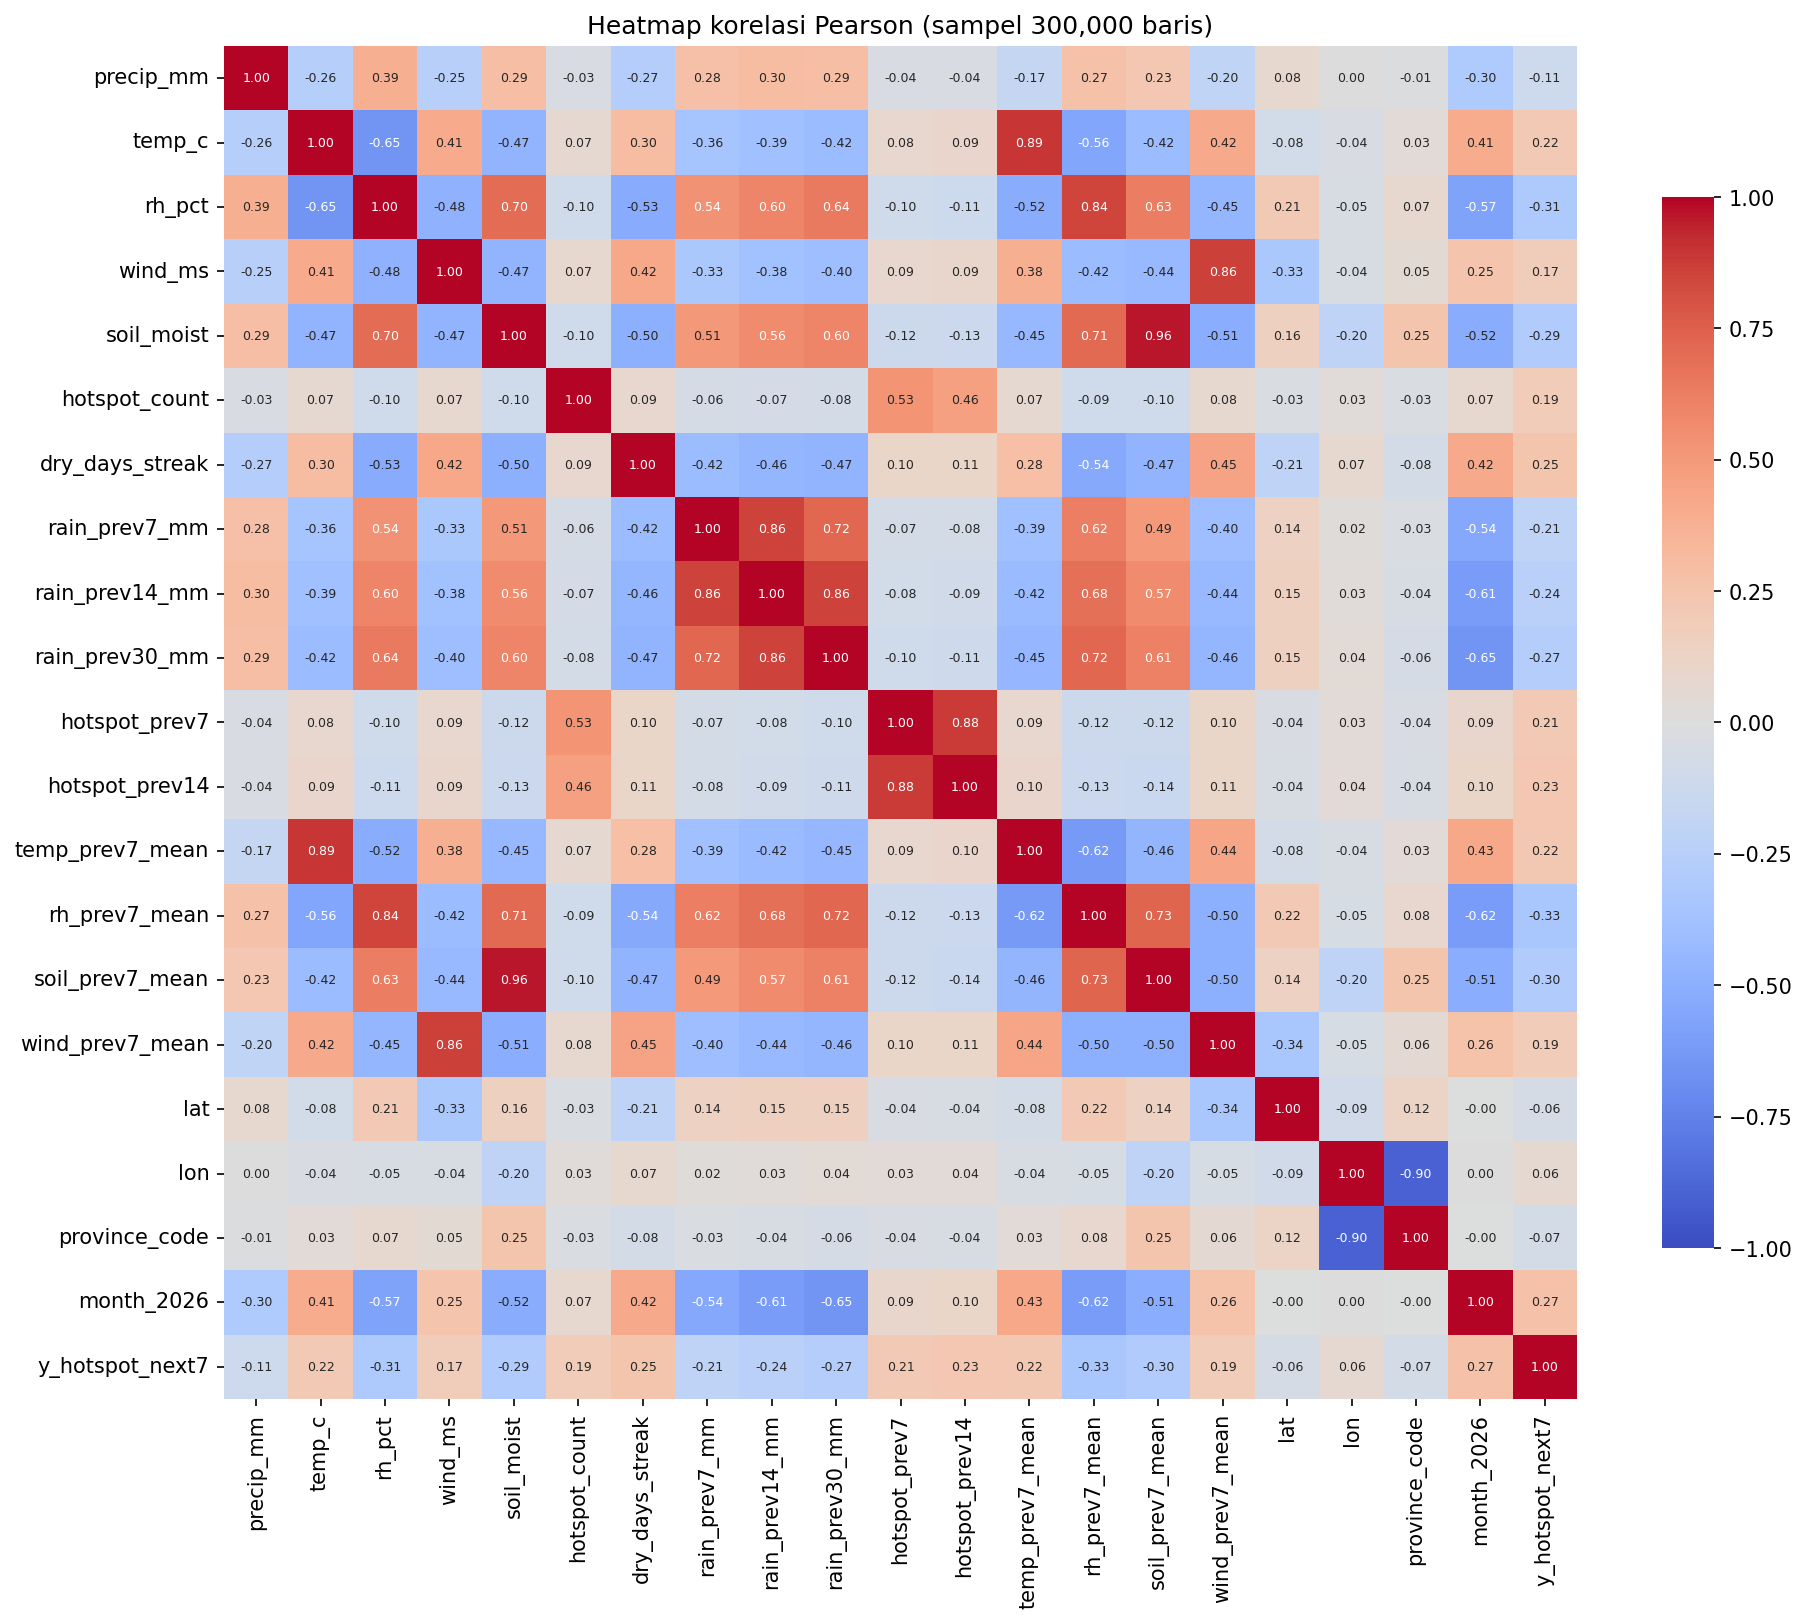 Heatmap korelasi Pearson (sampel 300,000 baris)
precip_mm 1.00 -0.26 0.39 -0.25 0.29 -0.03 -0.27 0.28 0.30 0.29 -0.04 -0.04 -0.17 0.27 0.23 -0.20 0.08 0.00 -0.01 -0.30 -0.11
temp_c -0.26 1.00 -0.65 0.41 -0.47 0.07 0.30 -0.36 -0.39 -0.42 0.08 0.09 0.89 -0.56 -0.42 0.42 -0.08 -0.04 0.03 0.41 0.22
rh_pct 0.39 -0.65 1.00 -0.48 0.70 -0.10 -0.53 0.54 0.60 0.64 -0.10 -0.11 -0.52 0.84 0.63 -0.45 0.21 -0.05 0.07 -0.57 -0.31
wind_ms -0.25 0.41 -0.48 1.00 -0.47 0.07 0.42 -0.33 -0.38 -0.40 0.09 0.09 0.38 -0.42 -0.44 0.86 -0.33 -0.04 0.05 0.25 0.17
soil_moist 0.29 -0.47 0.70 -0.47 1.00 -0.10 -0.50 0.51 0.56 0.60 -0.12 -0.13 -0.45 0.71 0.96 -0.51 0.16 -0.20 0.25 -0.52 -0.29
hotspot_count -0.03 0.07 -0.10 0.07 -0.10 1.00 0.09 -0.06 -0.07 -0.08 0.53 0.46 0.07 -0.09 -0.10 0.08 -0.03 0.03 -0.03 0.07 0.19
dry_days_streak -0.27 0.30 -0.53 0.42 -0.50 0.09 1.00 -0.42 -0.46 -0.47 0.10 0.11 0.28 -0.54 -0.47 0.45 -0.21 0.07 -0.08 0.42 0.25
rain_prev7_mm 0.28 -0.36 0.54 -0.33 0.51 -0.06 -0.42 1.00 0.86 0.72 -0.07 -0.08 -0.39 0.62 0.49 -0.40 0.14 0.02 -0.03 -0.54 -0.21
rain_prev14_mm 0.30 -0.39 0.60 -0.38 0.56 -0.07 -0.46 0.86 1.00 0.86 -0.08 -0.09 -0.42 0.68 0.57 -0.44 0.15 0.03 -0.04 -0.61 -0.24
rain_prev30_mm 0.29 -0.42 0.64 -0.40 0.60 -0.08 -0.47 0.72 0.86 1.00 -0.10 -0.11 -0.45 0.72 0.61 -0.46 0.15 0.04 -0.06 -0.65 -0.27
hotspot_prev7 -0.04 0.08 -0.10 0.09 -0.12 0.53 0.10 -0.07 -0.08 -0.10 1.00 0.88 0.09 -0.12 -0.12 0.10 -0.04 0.03 -0.04 0.09 0.21
hotspot_prev14 -0.04 0.09 -0.11 0.09 -0.13 0.46 0.11 -0.08 -0.09 -0.11 0.88 1.00 0.10 -0.13 -0.14 0.11 -0.04 0.04 -0.04 0.10 0.23
temp_prev7_mean -0.17 0.89 -0.52 0.38 -0.45 0.07 0.28 -0.39 -0.42 -0.45 0.09 0.10 1.00 -0.62 -0.46 0.44 -0.08 -0.04 0.03 0.43 0.22
rh_prev7_mean 0.27 -0.56 0.84 -0.42 0.71 -0.09 -0.54 0.62 0.68 0.72 -0.12 -0.13 -0.62 1.00 0.73 -0.50 0.22 -0.05 0.08 -0.62 -0.33
soil_prev7_mean 0.23 -0.42 0.63 -0.44 0.96 -0.10 -0.47 0.49 0.57 0.61 -0.12 -0.14 -0.46 0.73 1.00 -0.50 0.14 -0.20 0.25 -0.51 -0.30
wind_prev7_mean -0.20 0.42 -0.45 0.86 -0.51 0.08 0.45 -0.40 -0.44 -0.46 0.10 0.11 0.44 -0.50 -0.50 1.00 -0.34 -0.05 0.06 0.26 0.19
lat 0.08 -0.08 0.21 -0.33 0.16 -0.03 -0.21 0.14 0.15 0.15 -0.04 -0.04 -0.08 0.22 0.14 -0.34 1.00 -0.09 0.12 -0.00 -0.06
lon 0.00 -0.04 -0.05 -0.04 -0.20 0.03 0.07 0.02 0.03 0.04 0.03 0.04 -0.04 -0.05 -0.20 -0.05 -0.09 1.00 -0.90 0.00 0.06
province_code -0.01 0.03 0.07 0.05 0.25 -0.03 -0.08 -0.03 -0.04 -0.06 -0.04 -0.04 0.03 0.08 0.25 0.06 0.12 -0.90 1.00 -0.00 -0.07
month_2026 -0.30 0.41 -0.57 0.25 -0.52 0.07 0.42 -0.54 -0.61 -0.65 0.09 0.10 0.43 -0.62 -0.51 0.26 -0.00 0.00 -0.00 1.00 0.27
y_hotspot_next7 -0.11 0.22 -0.31 0.17 -0.29 0.19 0.25 -0.21 -0.24 -0.27 0.21 0.23 0.22 -0.33 -0.30 0.19 -0.06 0.06 -0.07 0.27 1.00
precip_mm
temp_c
rh_pct
wind_ms
soil_moist
hotspot_count
dry_days_streak
rain_prev7_mm
rain_prev14_mm
rain_prev30_mm
hotspot_prev7
hotspot_prev14
temp_prev7_mean
rh_prev7_mean
soil_prev7_mean
wind_prev7_mean
lat
lon
province_code
month_2026
y_hotspot_next7
1.00
0.75
0.50
0.25
0.00
−0.25
−0.50
−0.75
−1.00